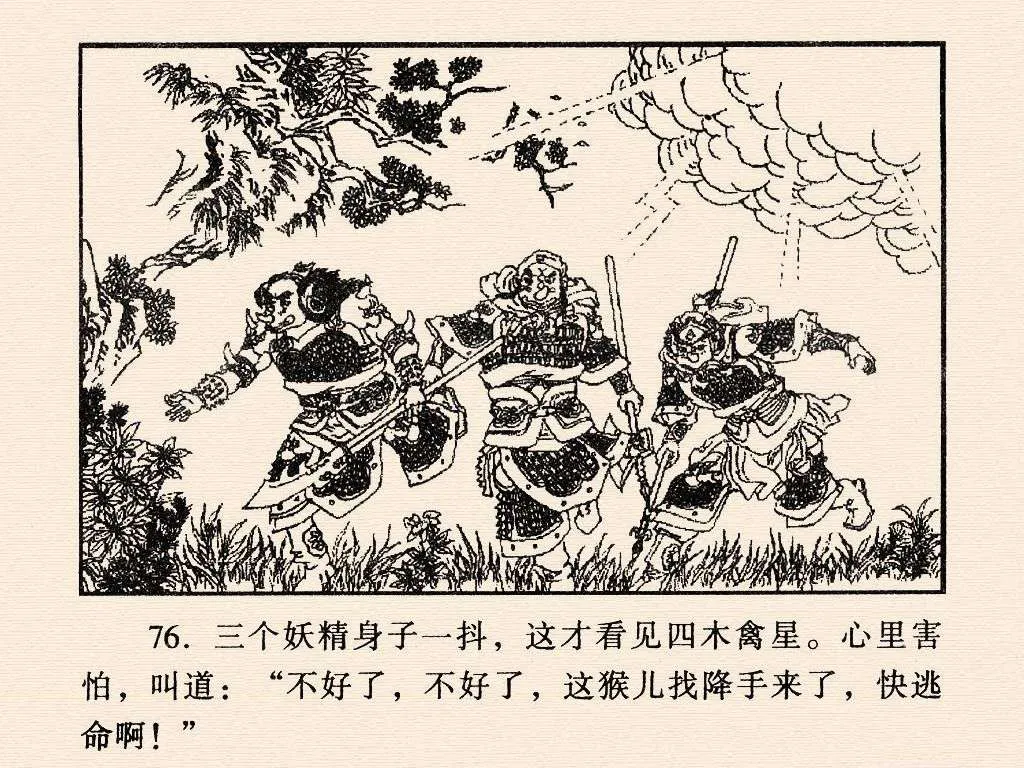 76. 三个妖精身子一抖，这才看见四木禽星。心里害
怕，叫道：“不好了，不好了，这猴儿找降手来了，快逃
命啊！”